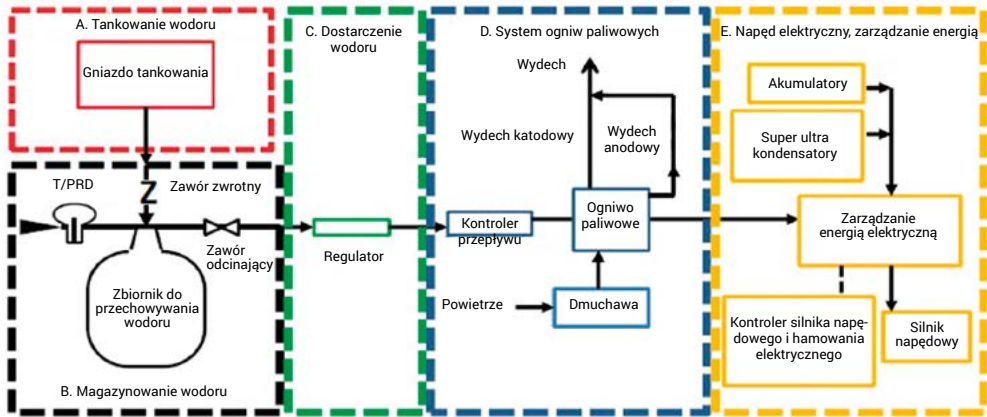 A. Tankowanie wodoru
Gniazdo tankowania
T/PRD
Z
Zawór zwrotny
Zawór
odcinający
Zbiornik do
przechowywania
wodoru
B. Magazynowanie wodoru
C. Dostarczenie
wodoru
Regulator
D. System ogniw paliwowych
Wydech
Wydech katodowy
Wydech
anodowy
Kontroler
przepływu
Ogniwo
paliwowe
Powietrze
Dmuchawa
E. Napęd elektryczny, zarządzanie energią
Akumulatory
Super ultra
kondensatory
Zarządzanie
energią elektryczną
Kontroler silnika napę-
dowego i hamowania
elektrycznego
Silnik
napędowy